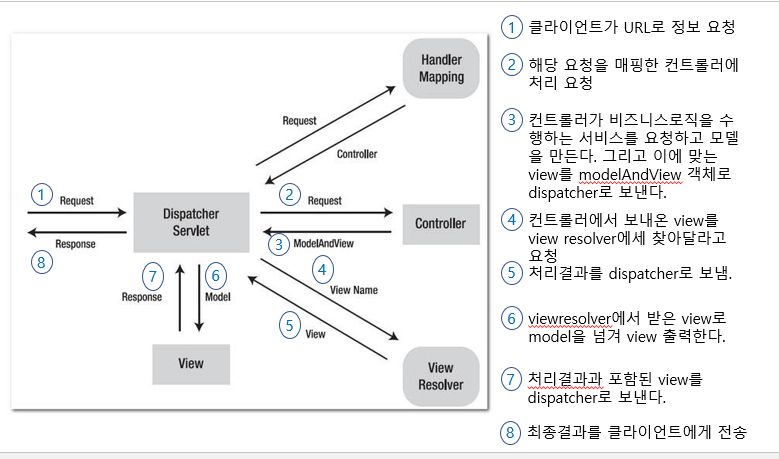 Handler
Mapping
Request
Controller
1
Request
Dispatcher
Servlet
2
Request
Controller
3
ModelAndView
Response
8
7
Response
6
Model
4
View Name
5
View
View
View
Resolver
1 클라이언트가 URL로 정보 요청
2 해당 요청을 매핑한 컨트롤러에
처리 요청
3 컨트롤러가 비즈니스로직을 수
행하는 서비스를 요청하고 모델
을 만든다. 그리고 이에 맞는
view를 modelAndView 객체로
dispatcher로 보낸다.
4 컨트롤러에서 보내온 view를
view resolver에세 찾아달라고
요청
5 처리결과를 dispatcher로 보냄.
6 viewresolver에서 받은 view로
model을 넘겨 view 출력한다.
7 처리결과과 포함된 view를
dispatcher로 보낸다.
8 최종결과를 클라이언트에게 전송